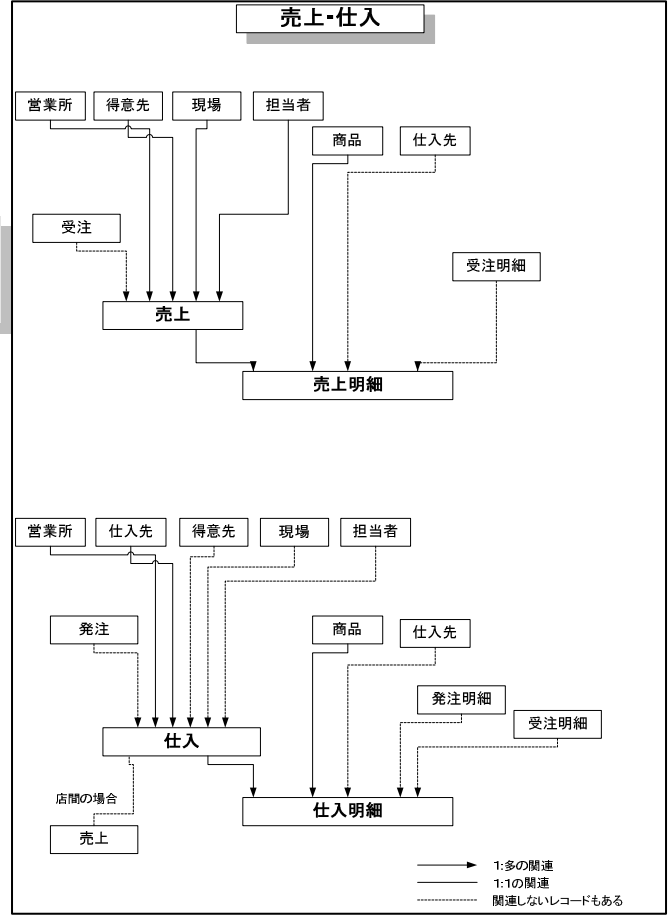 売上-仕入
営業所
得意先
現場
担当者
商品
仕入先
受注
受注明細
売上
売上明細
営業所
仕入先
得意先
現場
担当者
発注
商品
仕入先
発注明細
受注明細
仕入
店間の場合
仕入明細
売上
1:多の関連
1:1の関連
関連しないレコードもある